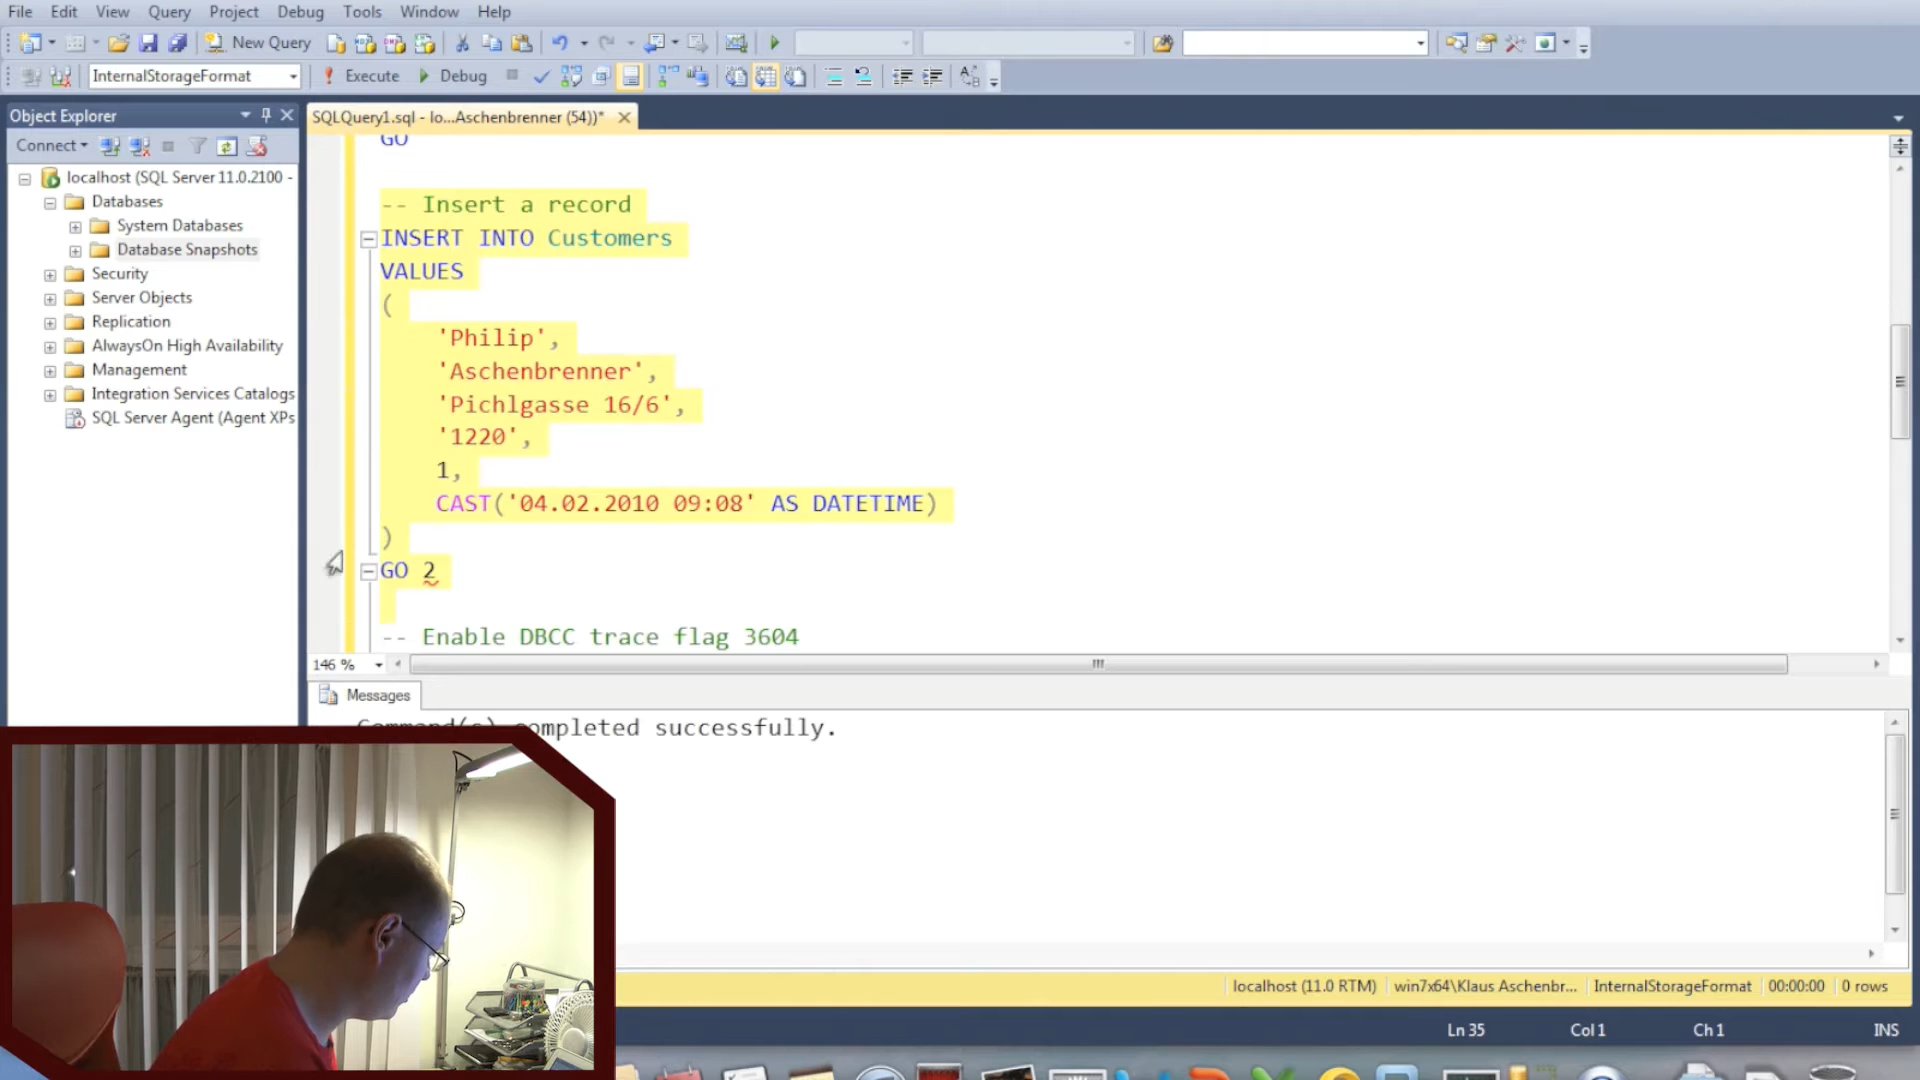 File Edit View Query Project Debug Tools Window Help
New Query
InternalStorageFormat Execute Debug
Object Explorer
SQLQuery1.sql - lo...Aschenbrenner (54))*
Connect
localhost (SQL Server 11.0.2100 -
Databases
System Databases
Database Snapshots
Security
Server Objects
Replication
AlwaysOn High Availability
Management
Integration Services Catalogs
SQL Server Agent (Agent XPs
GO
-- Insert a record
INSERT INTO Customers
VALUES
(
'Philip',
'Aschenbrenner',
'Pichlgasse 16/6',
'1220',
1,
CAST('04.02.2010 09:08' AS DATETIME)
)
GO 2
-- Enable DBCC trace flag 3604
146 %
Messages
Command(s) completed successfully.
localhost (11.0 RTM) win7x64\Klaus Aschenbr... InternalStorageFormat 00:00:00 0 rows
Ln 35 Col 1 Ch 1 INS